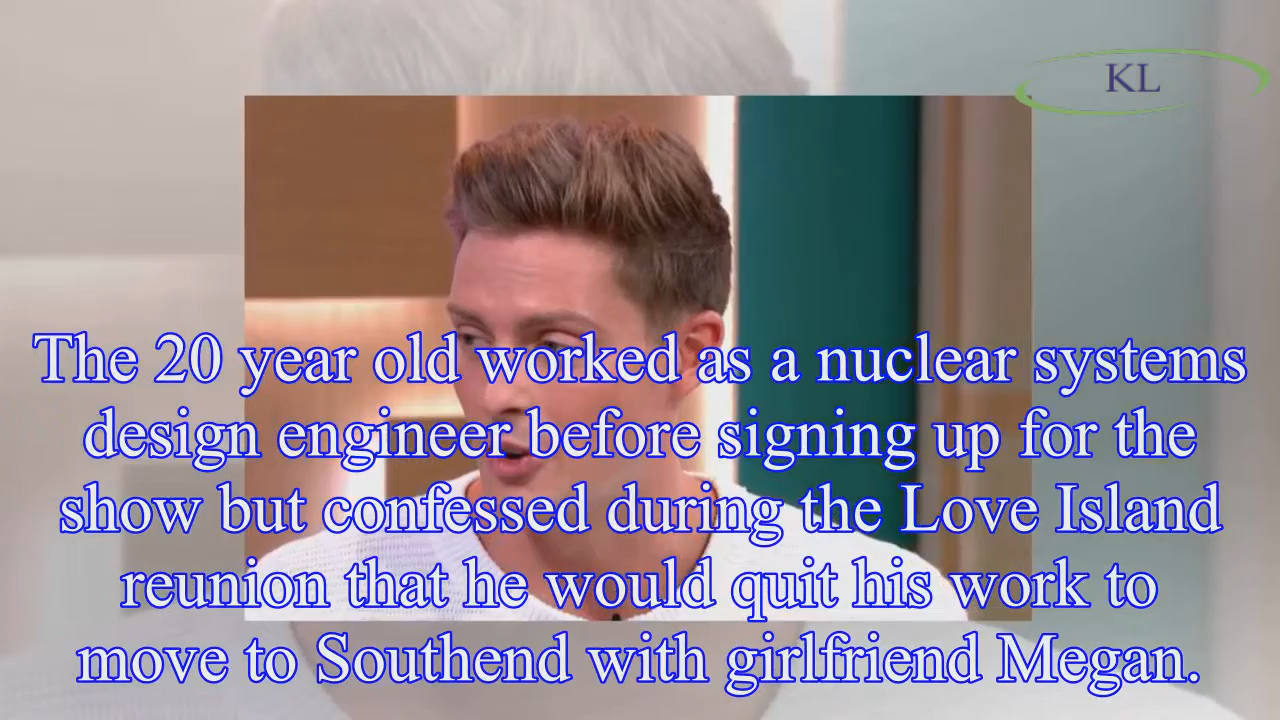 KL
The 20 year old worked as a nuclear systems
design engineer before signing up for the
show but confessed during the Love Island
reunion that he would quit his work to
move to Southend with girlfriend Megan.